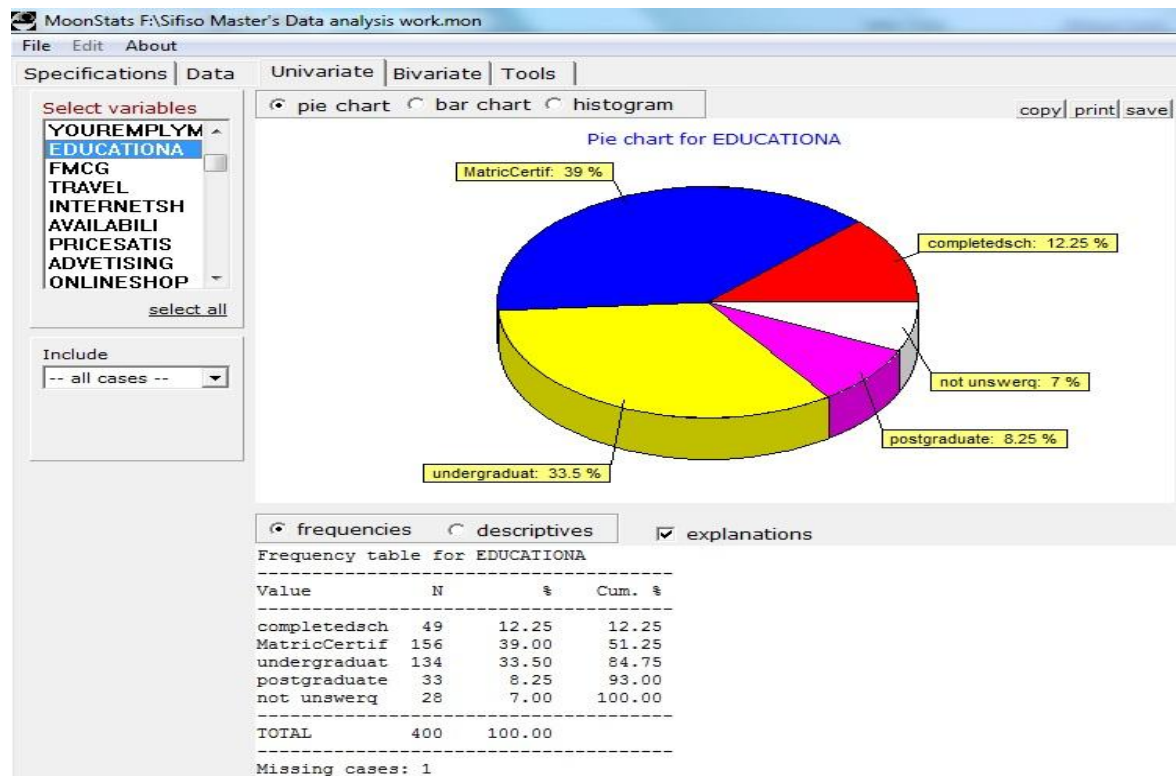 MoonStats F:\Sifiso Master's Data analysis work.mon
File Edit About
Specifications Data Univariate Bivariate Tools
Select variables
YOUREMPLYM
EDUCATIONA
FMCG
TRAVEL
INTERNETSH
AVAILABILI
PRICESATIS
ADVETISING
ONLINESHOP
select all
Include
-- all cases --
pie chart bar chart histogram
copy print save
Pie chart for EDUCATIONA
MatricCertif: 39 %
completedsch: 12.25 %
not unswerq: 7 %
postgraduate: 8.25 %
undergraduat: 33.5 %
frequencies descriptives explanations
Frequency table for EDUCATIONA
Value N % Cum. %
completedsch 49 12.25 12.25
MatricCertif 156 39.00 51.25
undergraduat 134 33.50 84.75
postgraduate 33 8.25 93.00
not unswerq 28 7.00 100.00
TOTAL 400 100.00
Missing cases: 1